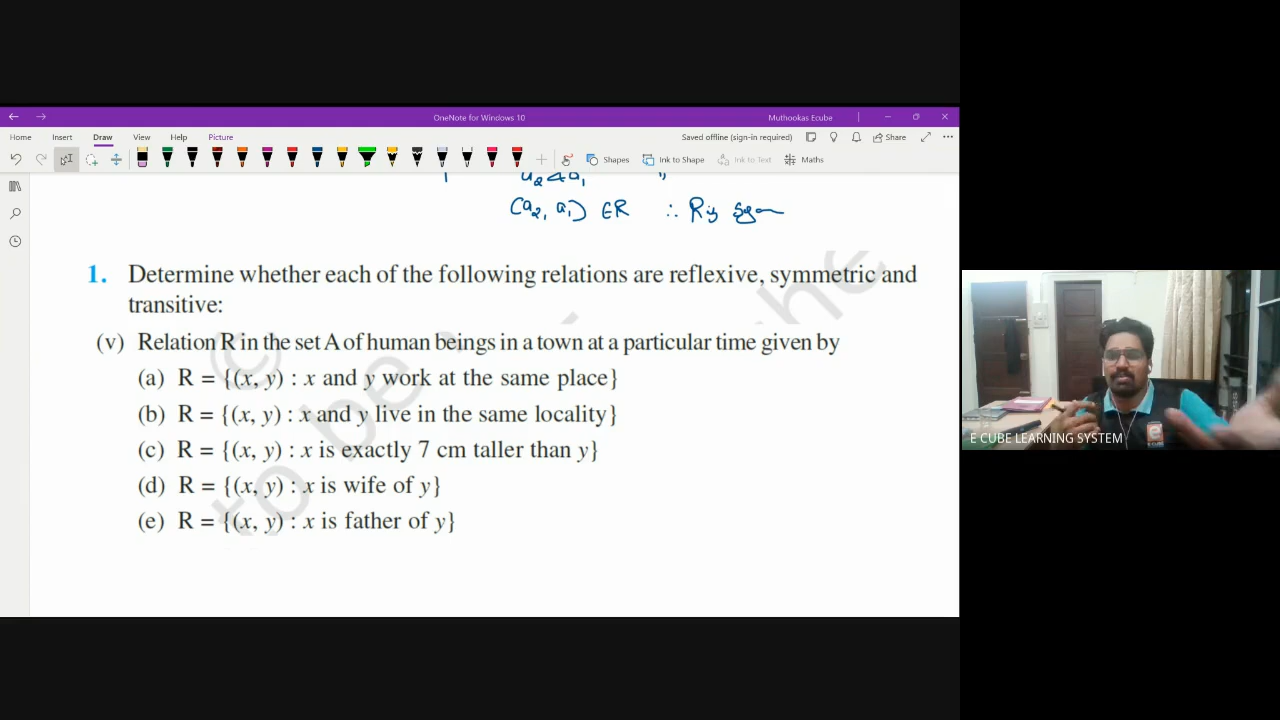 OneNote for Windows 10
Muthookas Ecube
Home Insert Draw View Help Picture
Saved offline (sign-in required) Share
Shapes Ink to Shape Ink to Text Maths
a₂ a₁
(a₂, a₁) ∈R ∴ R is
1. Determine whether each of the following relations are reflexive, symmetric and
transitive:
(v) Relation R in the set A of human beings in a town at a particular time given by
(a) R = {(x, y) : x and y work at the same place}
(b) R = {(x, y) : x and y live in the same locality}
(c) R = {(x, y) : x is exactly 7 cm taller than y}
(d) R = {(x, y) : x is wife of y}
(e) R = {(x, y) : x is father of y}
©
to be
E CUBE LEARNING SYSTEM